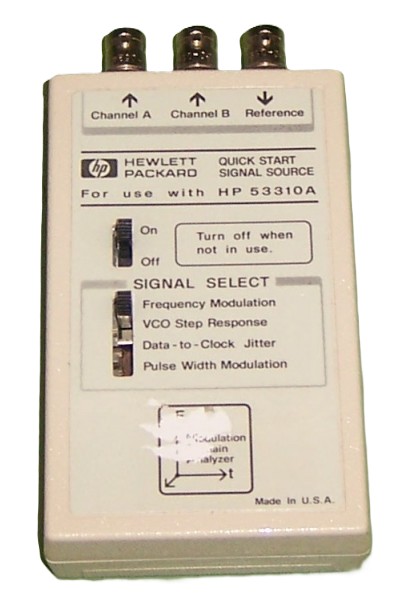 Channel A Channel B Reference
hp HEWLETT PACKARD
QUICK START
SIGNAL SOURCE
For use with HP 53310A
On
Off
Turn off when
not in use.
SIGNAL SELECT
Frequency Modulation
VCO Step Response
Data-to-Clock Jitter
Pulse Width Modulation
F
Modulation
Analyzer
t
Made In U.S.A.